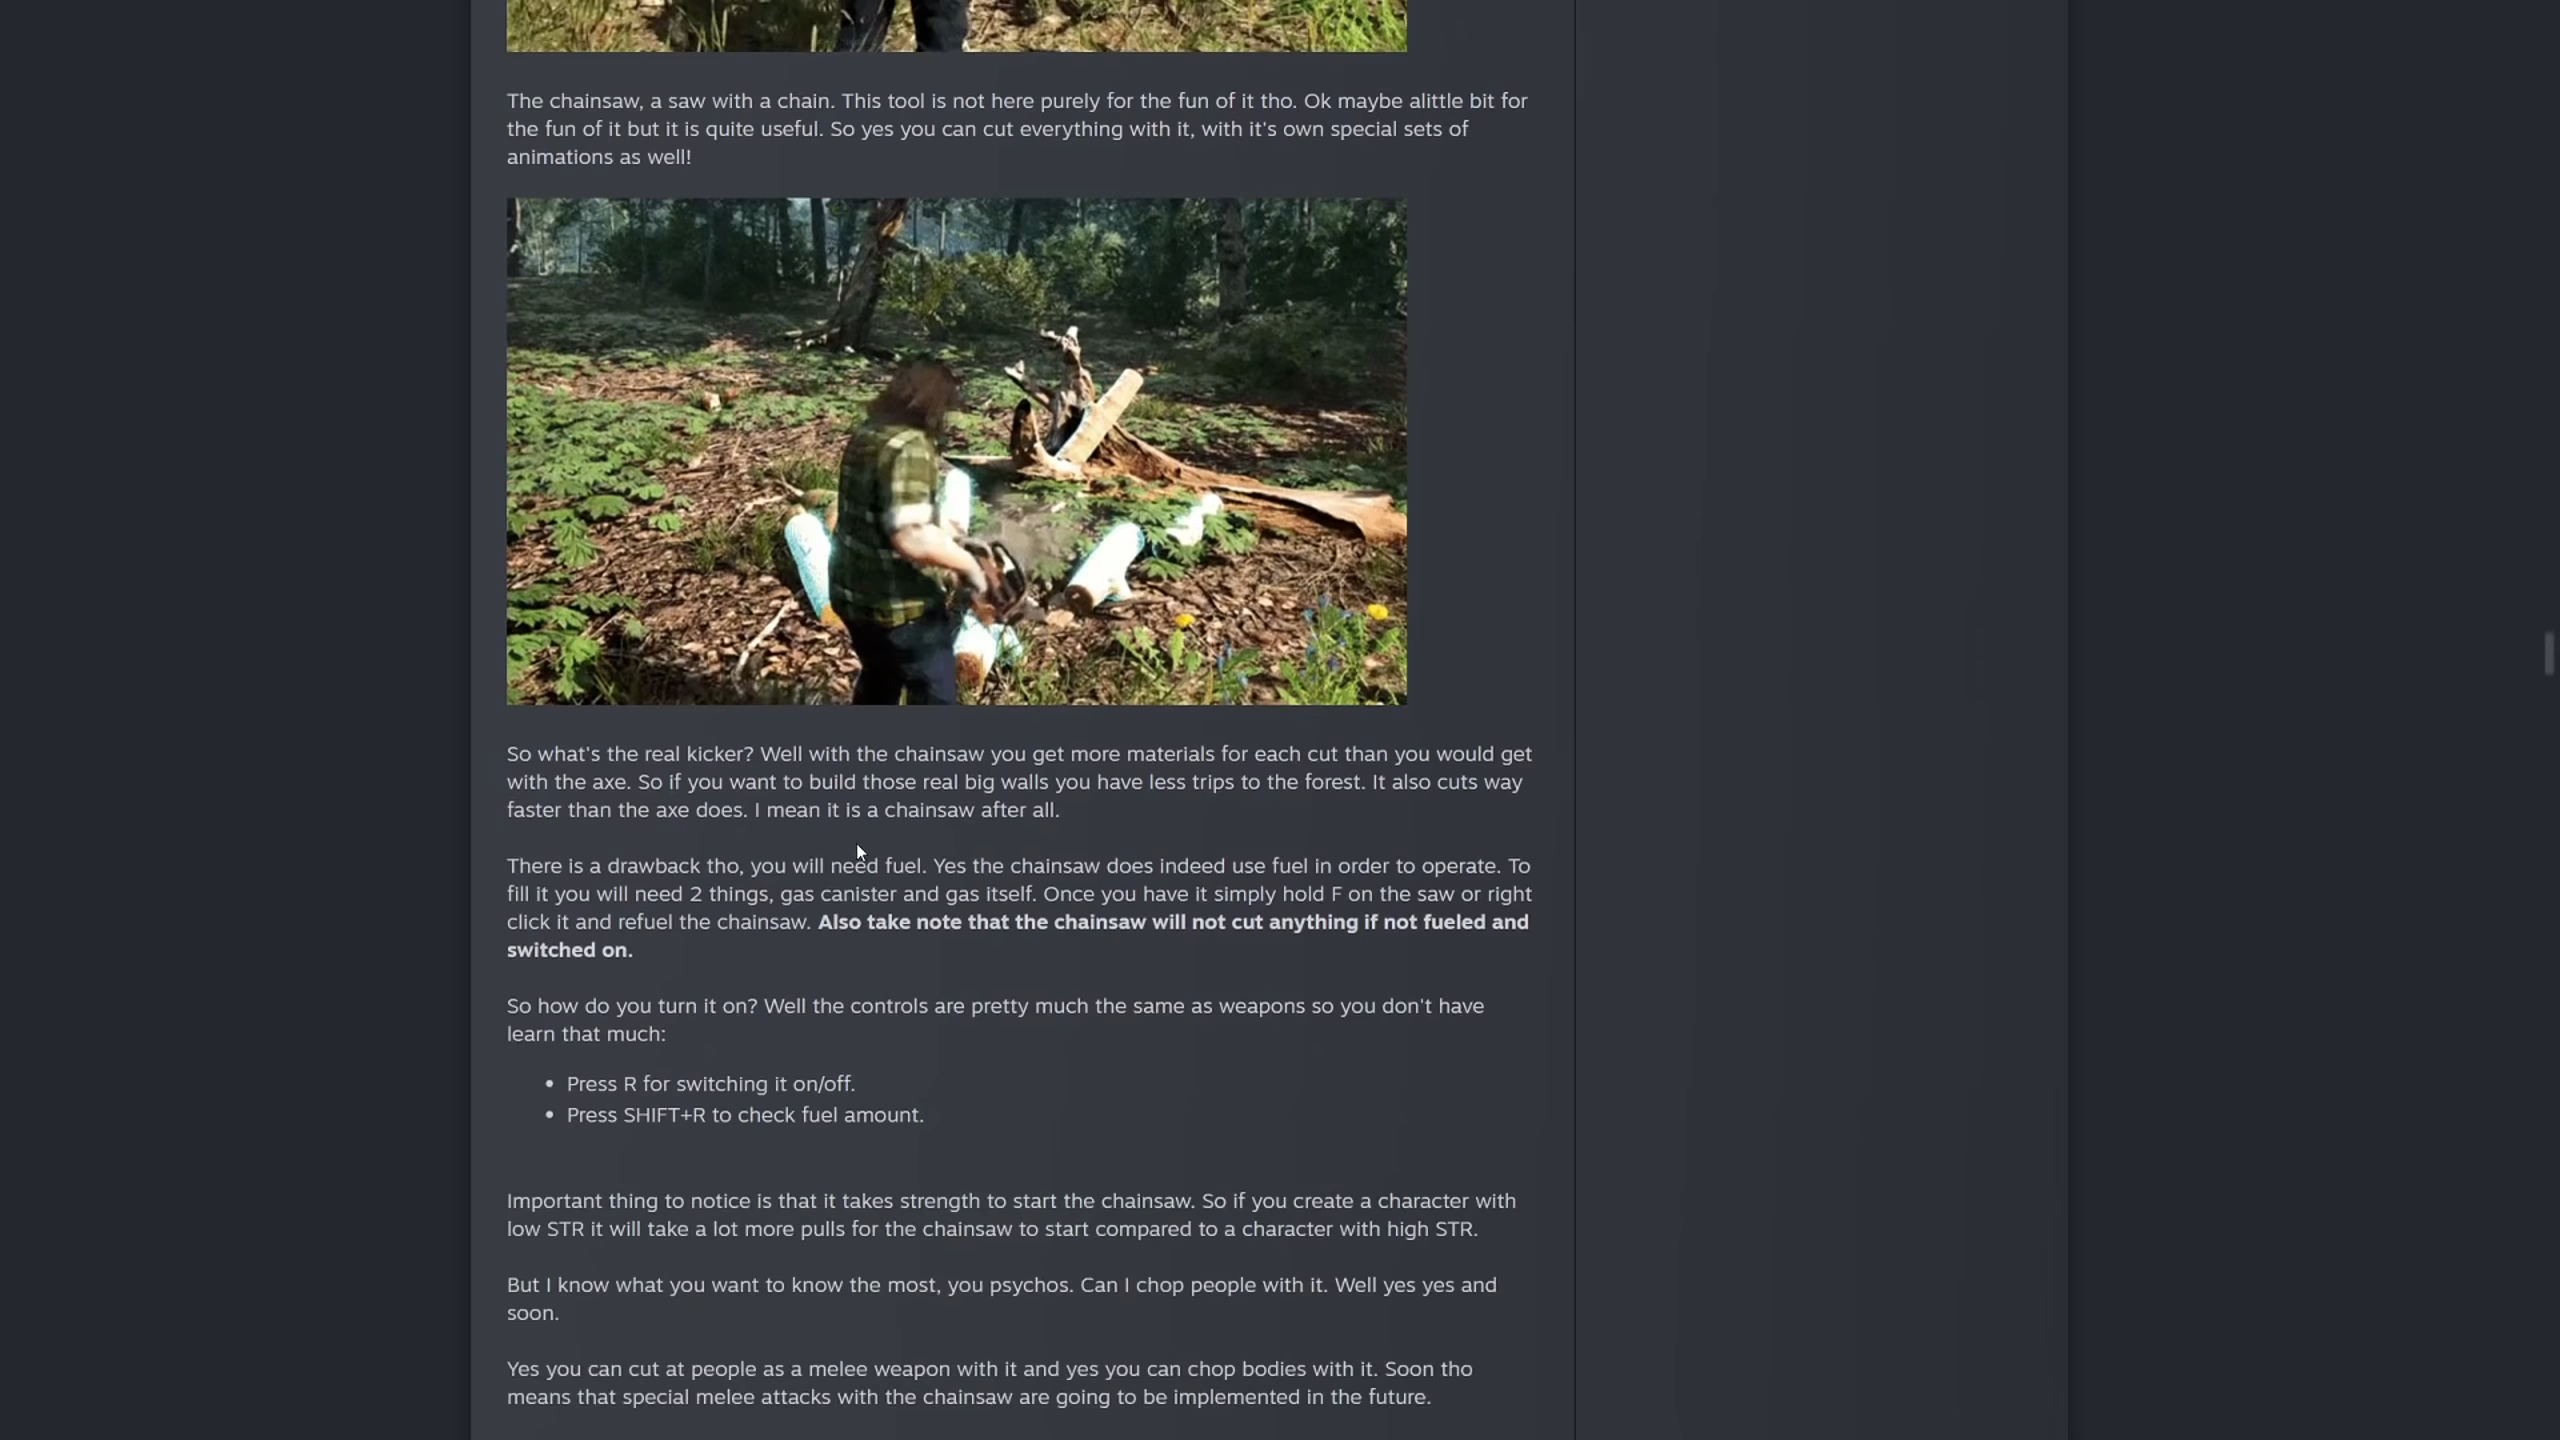 The chainsaw, a saw with a chain. This tool is not here purely for the fun of it tho. Ok maybe alittle bit for
the fun of it but it is quite useful. So yes you can cut everything with it, with it's own special sets of
animations as well!
So what's the real kicker? Well with the chainsaw you get more materials for each cut than you would get
with the axe. So if you want to build those real big walls you have less trips to the forest. It also cuts way
faster than the axe does. I mean it is a chainsaw after all.
There is a drawback tho, you will need fuel. Yes the chainsaw does indeed use fuel in order to operate. To
fill it you will need 2 things, gas canister and gas itself. Once you have it simply hold F on the saw or right
click it and refuel the chainsaw. Also take note that the chainsaw will not cut anything if not fueled and
switched on.
So how do you turn it on? Well the controls are pretty much the same as weapons so you don't have
learn that much:
• Press R for switching it on/off.
• Press SHIFT+R to check fuel amount.
Important thing to notice is that it takes strength to start the chainsaw. So if you create a character with
low STR it will take a lot more pulls for the chainsaw to start compared to a character with high STR.
But I know what you want to know the most, you psychos. Can I chop people with it. Well yes yes and
soon.
Yes you can cut at people as a melee weapon with it and yes you can chop bodies with it. Soon tho
means that special melee attacks with the chainsaw are going to be implemented in the future.